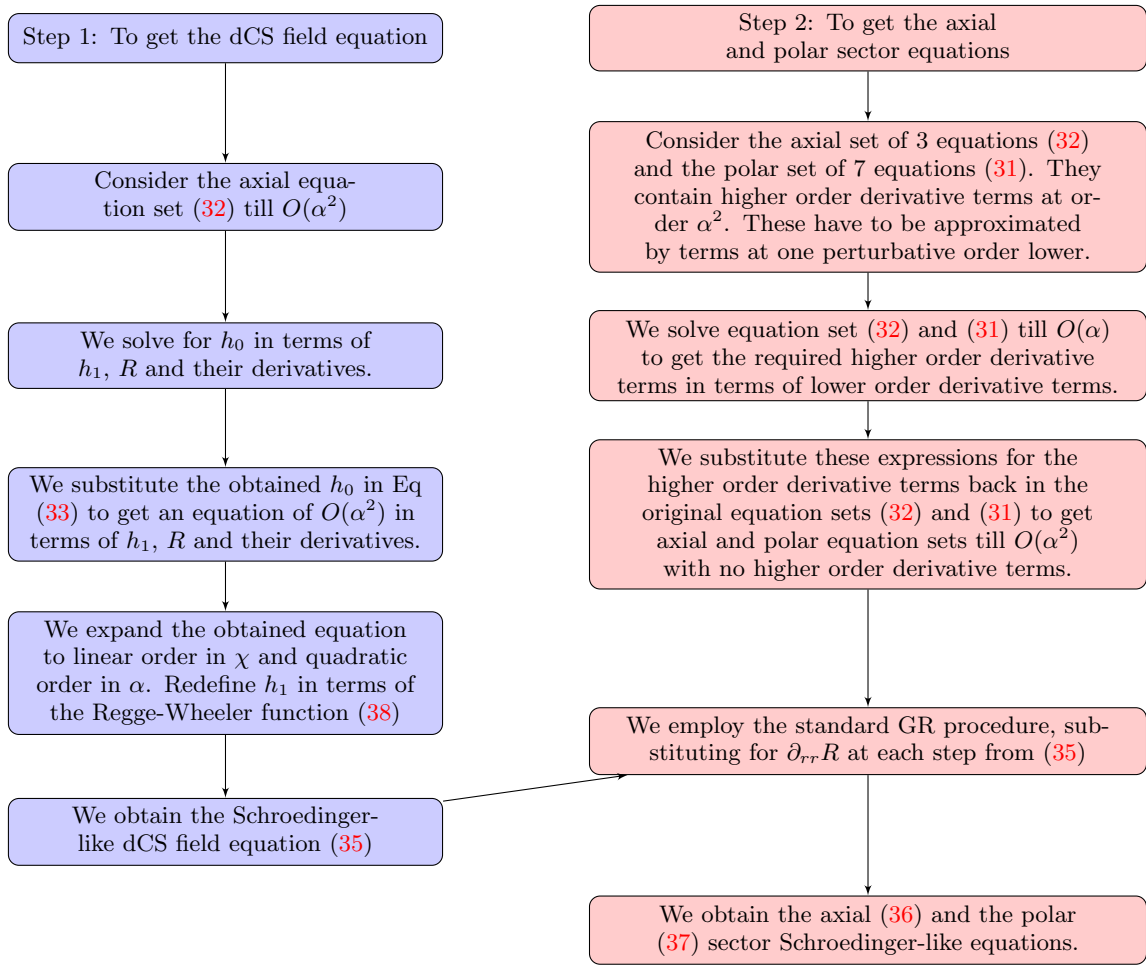 Step 1: To get the dCS field equation
Consider the axial equa-
tion set (32) till O(α²)
We solve for h₀ in terms of
h₁, R and their derivatives.
We substitute the obtained h₀ in Eq
(33) to get an equation of O(α²) in
terms of h₁, R and their derivatives.
We expand the obtained equation
to linear order in χ and quadratic
order in α. Redefine h₁ in terms of
the Regge-Wheeler function (38)
We obtain the Schroedinger-
like dCS field equation (35)
Step 2: To get the axial
and polar sector equations
Consider the axial set of 3 equations (32)
and the polar set of 7 equations (31). They
contain higher order derivative terms at or-
der α². These have to be approximated
by terms at one perturbative order lower.
We solve equation set (32) and (31) till O(α)
to get the required higher order derivative
terms in terms of lower order derivative terms.
We substitute these expressions for the
higher order derivative terms back in the
original equation sets (32) and (31) to get
axial and polar equation sets till O(α²)
with no higher order derivative terms.
We employ the standard GR procedure, sub-
stituting for ∂ᵣᵣR at each step from (35)
We obtain the axial (36) and the polar
(37) sector Schroedinger-like equations.